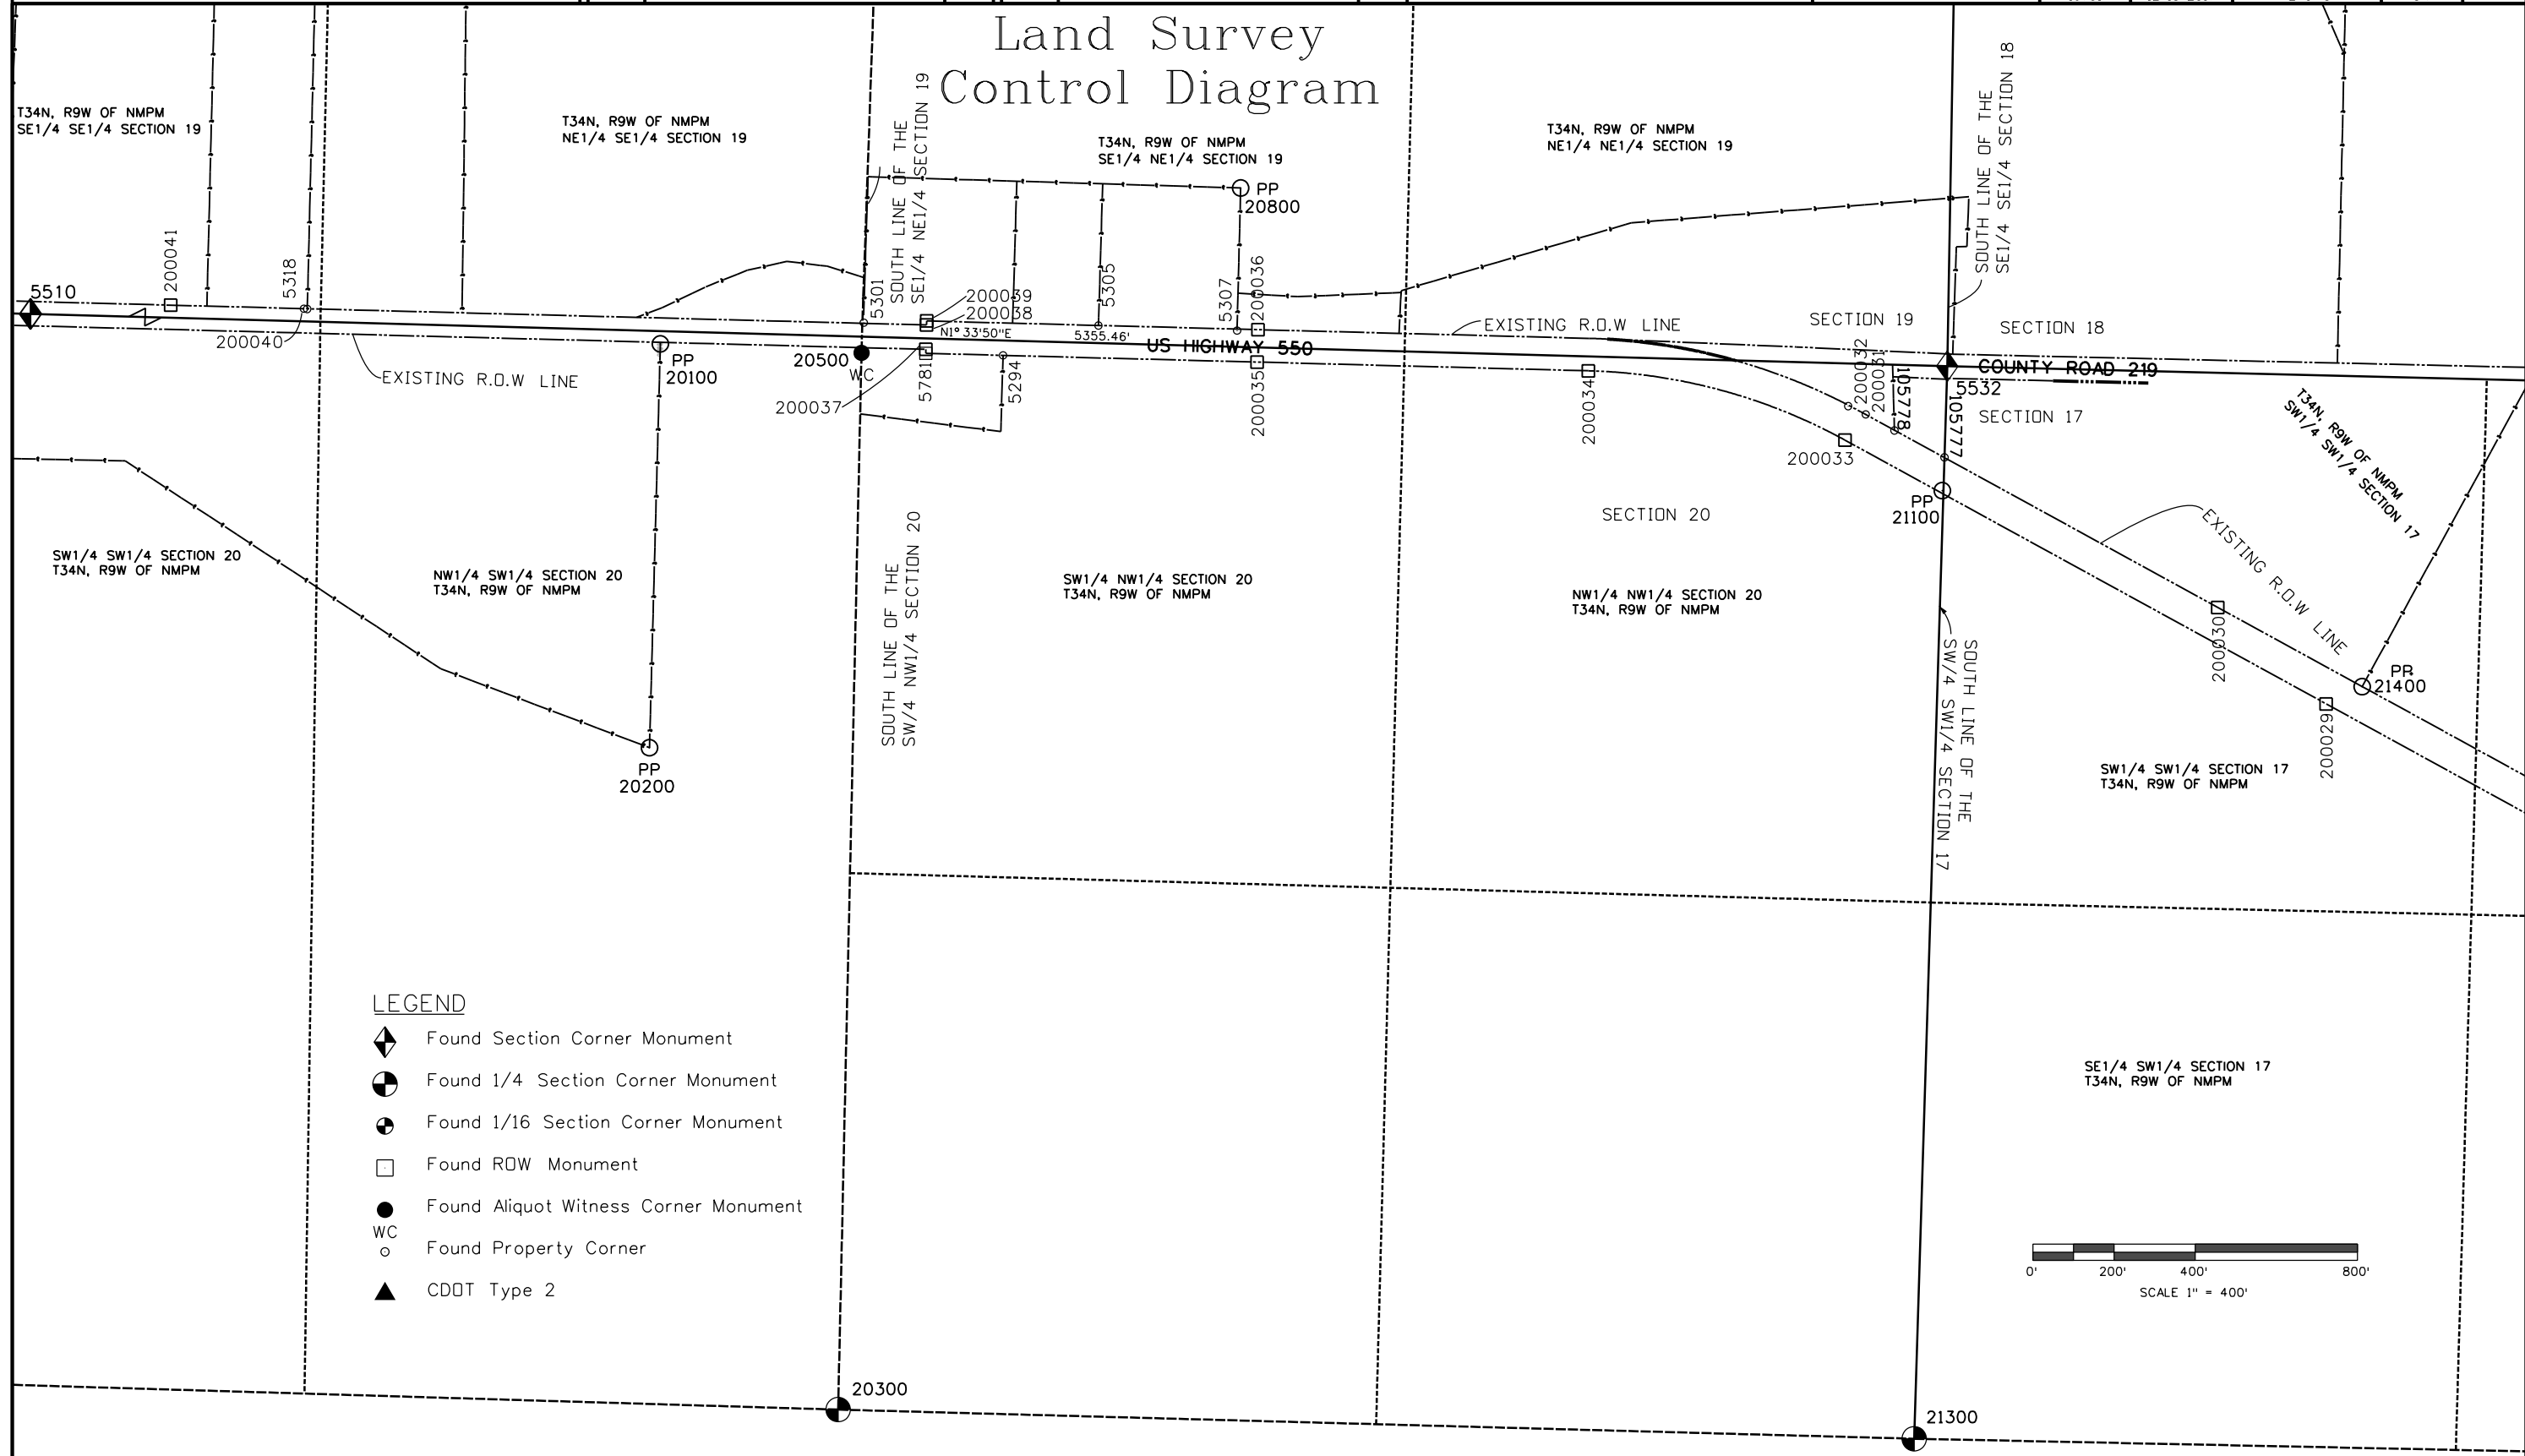 Land Survey
Control Diagram
T34N, R9W OF NMPM
SE1/4 SE1/4 SECTION 19
T34N, R9W OF NMPM
NE1/4 SE1/4 SECTION 19
SOUTH LINE OF THE
SE1/4 NE1/4 SECTION 19
T34N, R9W OF NMPM
SE1/4 NE1/4 SECTION 19
T34N, R9W OF NMPM
NE1/4 NE1/4 SECTION 19
SOUTH LINE OF THE
SE1/4 SE1/4 SECTION 18
PP
20800
5510
200041
5318
200040
5301
200039
200038
5305
5307
200036
N1° 33'50"E
5355.46'
US HIGHWAY 550
EXISTING R.O.W LINE
SECTION 19
SECTION 18
EXISTING R.O.W LINE
PP
20100
20500
WC
5781
200037
5294
200035
200034
200032
200031
105778
COUNTY ROAD 219
5532
105777
SECTION 17
200033
PP
21100
SECTION 20
T34N, R9W OF NMPM
SW1/4 SW1/4 SECTION 17
EXISTING R.O.W LINE
SW1/4 SW1/4 SECTION 20
T34N, R9W OF NMPM
NW1/4 SW1/4 SECTION 20
T34N, R9W OF NMPM
SOUTH LINE OF THE
SW/4 NW1/4 SECTION 20
SW1/4 NW1/4 SECTION 20
T34N, R9W OF NMPM
NW1/4 NW1/4 SECTION 20
T34N, R9W OF NMPM
SOUTH LINE OF THE
SW/4 SW1/4 SECTION 17
200030
PP
21400
200029
PP
20200
SW1/4 SW1/4 SECTION 17
T34N, R9W OF NMPM
LEGEND
Found Section Corner Monument
Found 1/4 Section Corner Monument
Found 1/16 Section Corner Monument
Found ROW Monument
Found Aliquot Witness Corner Monument
WC
Found Property Corner
CDOT Type 2
SE1/4 SW1/4 SECTION 17
T34N, R9W OF NMPM
0' 200' 400' 800'
SCALE 1" = 400'
20300
21300